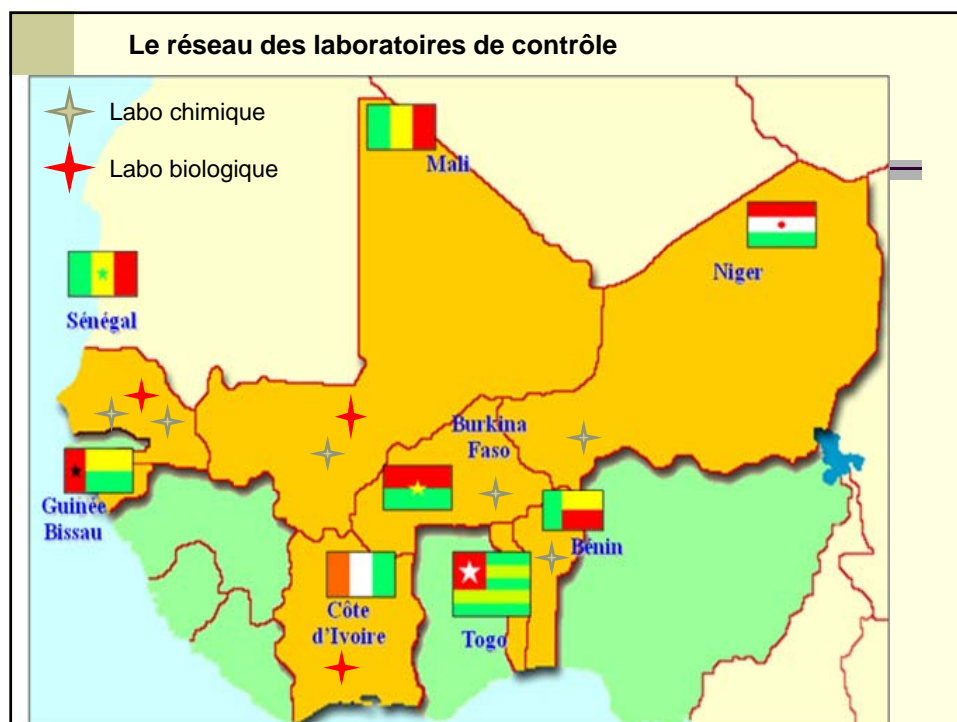 Le réseau des laboratoires de contrôle
Labo chimique
Labo biologique
Mali
Niger
Sénégal
Burkina
Faso
Guinée
Bissau
Bénin
Côte
d'Ivoire
Togo